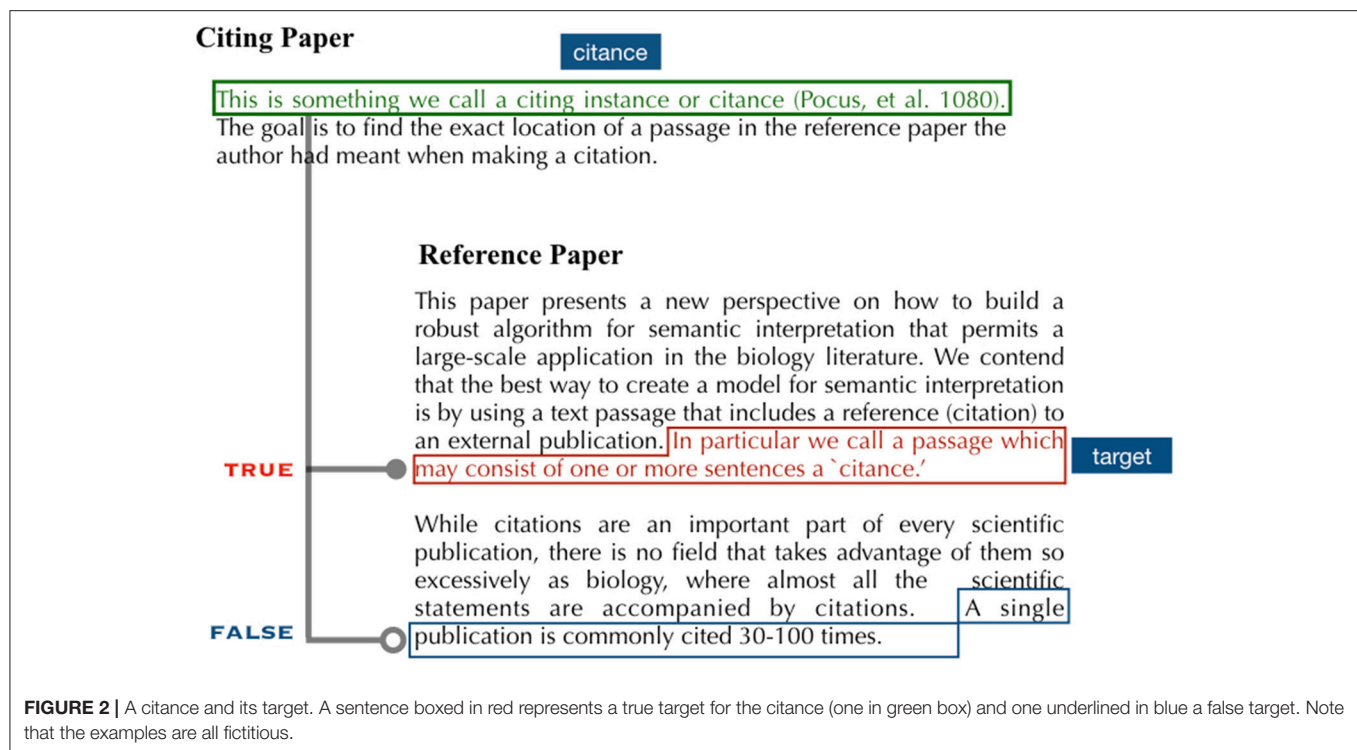 Citing Paper
citance
This is something we call a citing instance or citance (Pocus, et al. 1080).
The goal is to find the exact location of a passage in the reference paper the
author had meant when making a citation.
Reference Paper
This paper presents a new perspective on how to build a
robust algorithm for semantic interpretation that permits a
large-scale application in the biology literature. We contend
that the best way to create a model for semantic interpretation
is by using a text passage that includes a reference (citation) to
an external publication. In particular we call a passage which
target
TRUE
may consist of one or more sentences a `citance.'
While citations are an important part of every scientific
publication, there is no field that takes advantage of them so
excessively as biology, where almost all the scientific
statements are accompanied by citations. A single
FALSE
publication is commonly cited 30-100 times.
FIGURE 2 | A citance and its target. A sentence boxed in red represents a true target for the citance (one in green box) and one underlined in blue a false target. Note
that the examples are all fictitious.